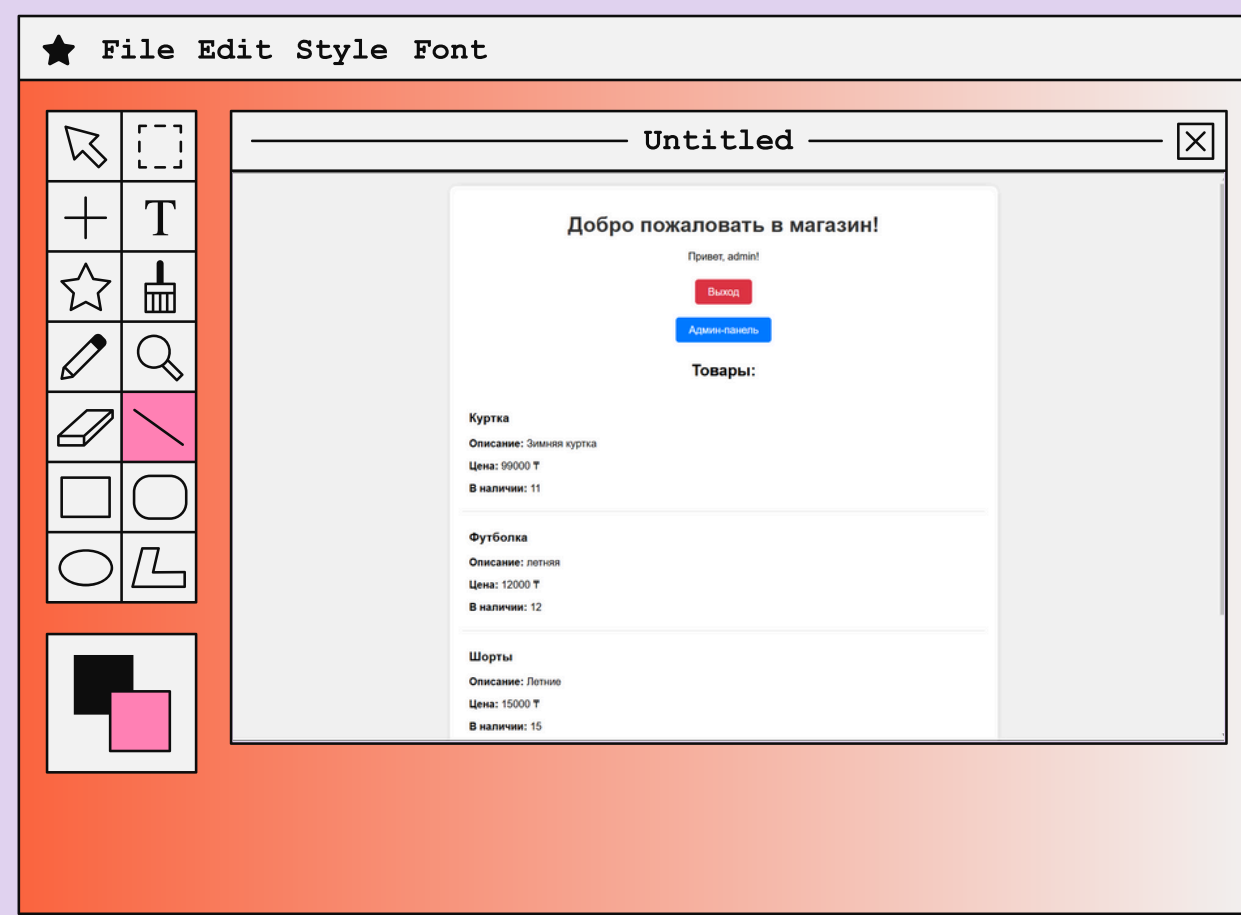 File Edit Style Font
Untitled
T
Добро пожаловать в магазин!
Привет, admin!
Выход
Админ-панель
Товары:
Куртка
Описание: Зимняя куртка
Цена: 99000 ₸
В наличии: 11
Футболка
Описание: летняя
Цена: 12000 ₸
В наличии: 12
Шорты
Описание: Летние
Цена: 15000 ₸
В наличии: 15